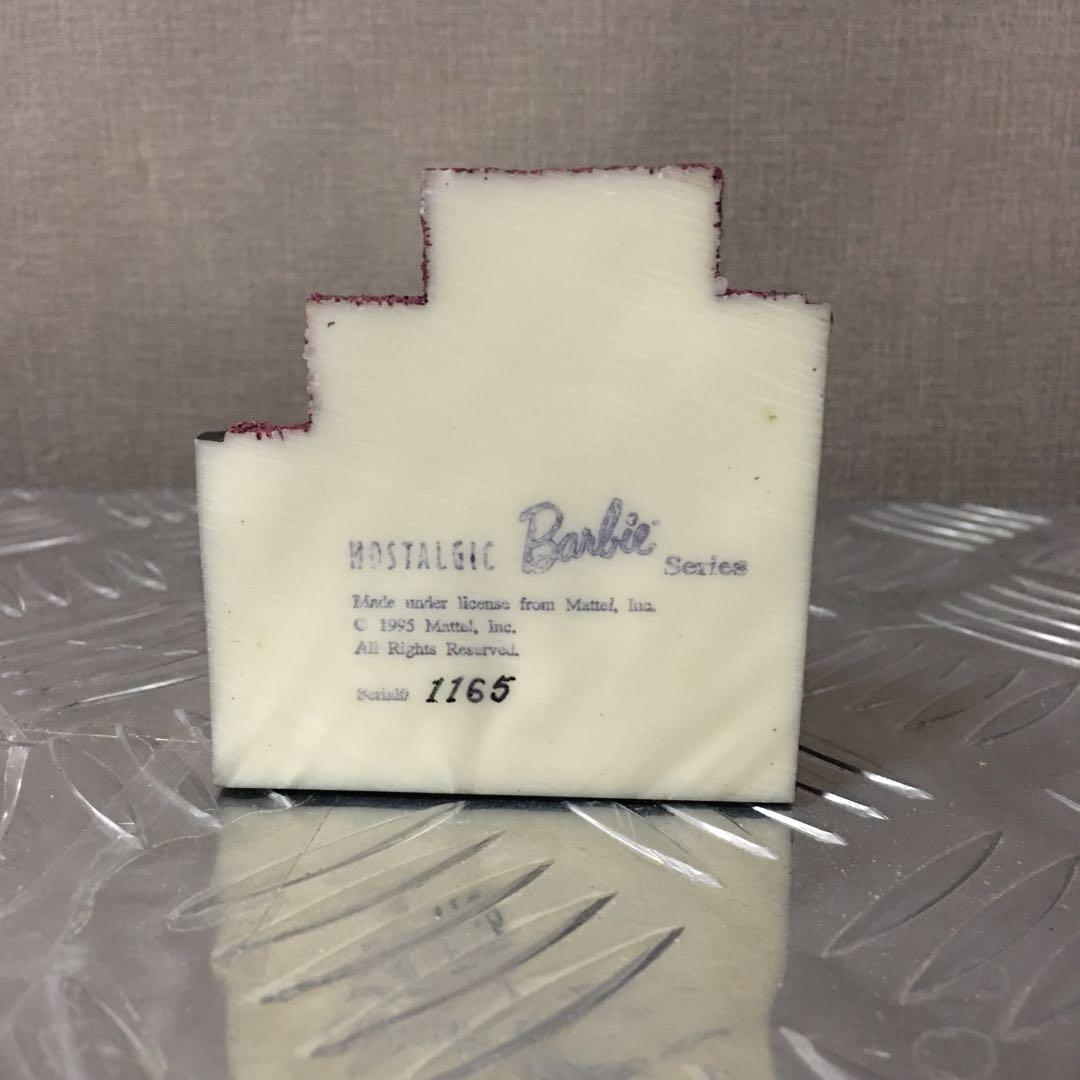 NOSTALGIC Barbie Series
Made under license from Mattel, Inc.
© 1995 Mattel, Inc.
All Rights Reserved.
Serial# 1165